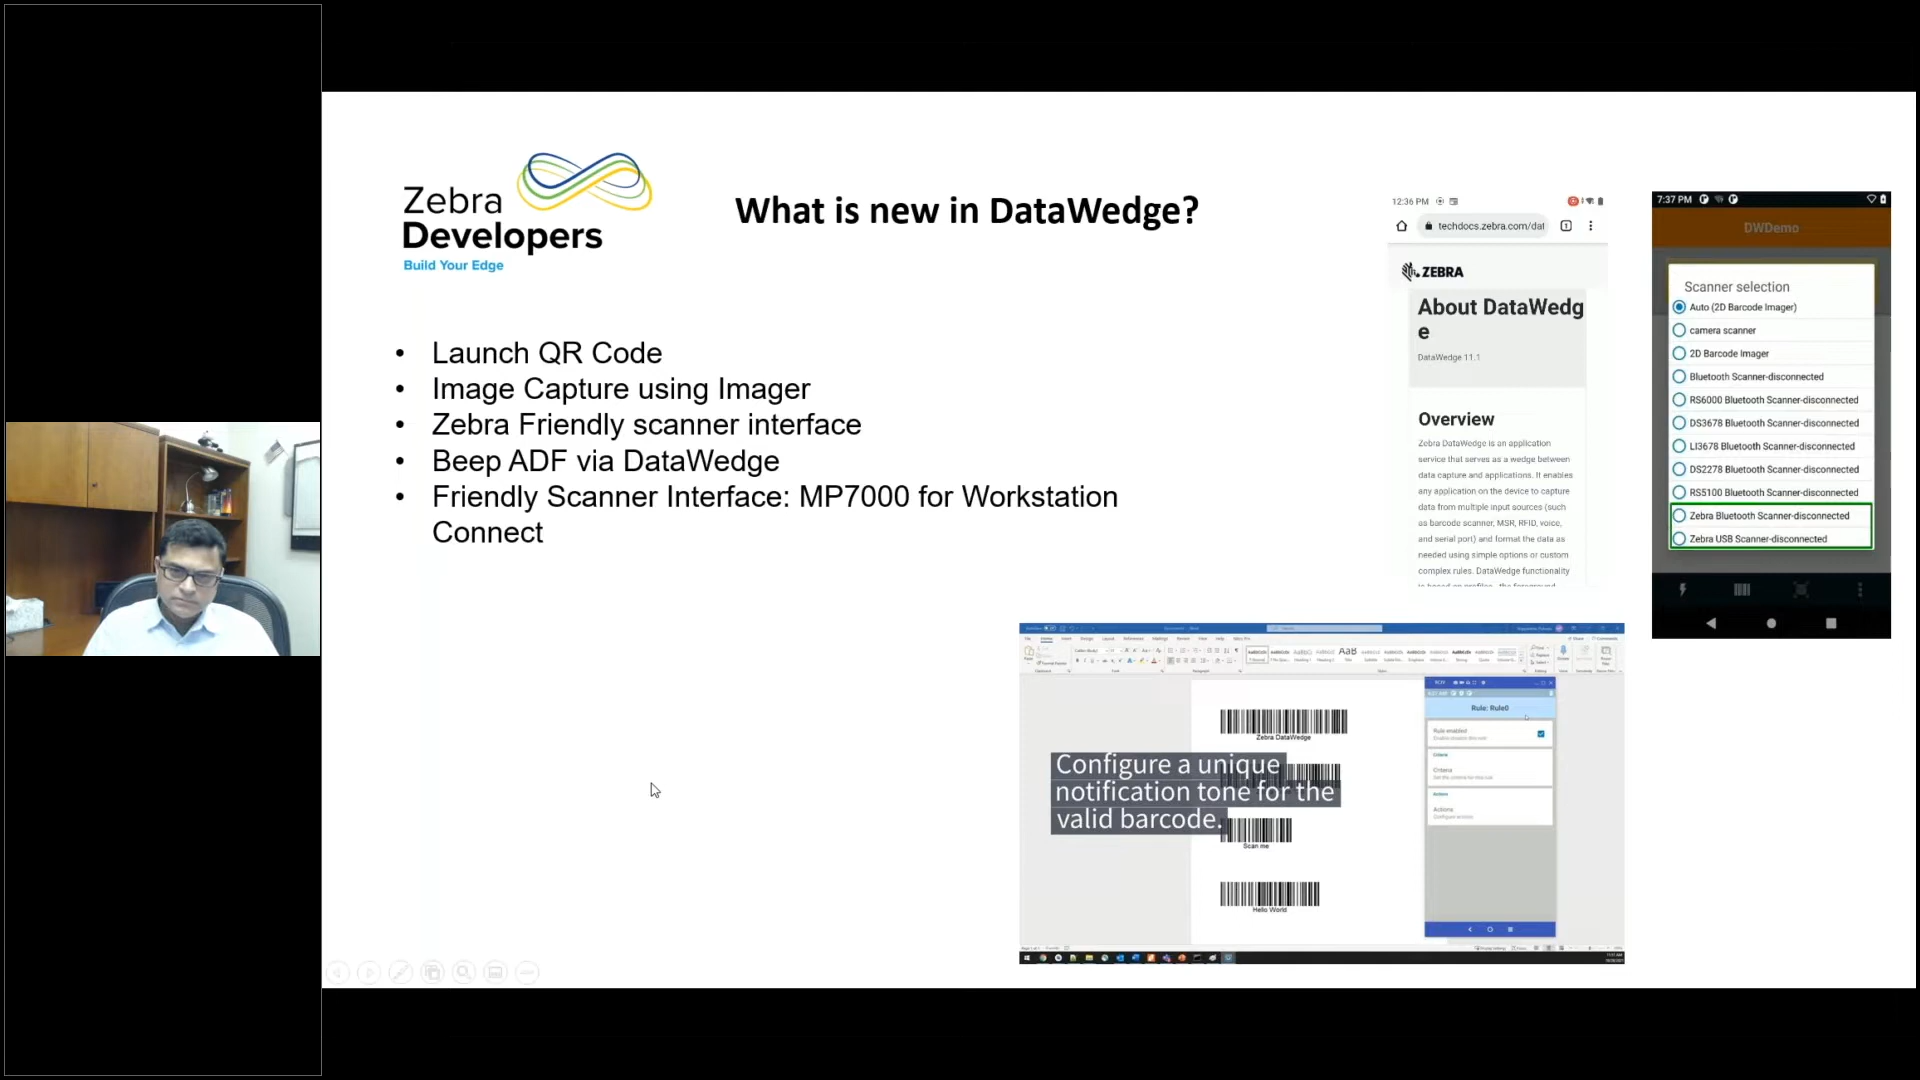 Zebra
Developers
Build Your Edge
What is new in DataWedge?
• Launch QR Code
• Image Capture using Imager
• Zebra Friendly scanner interface
• Beep ADF via DataWedge
• Friendly Scanner Interface: MP7000 for Workstation
Connect
12:36 PM
techdocs.zebra.com/dat
ZEBRA
About DataWedg
e
DataWedge 11.1
Overview
Zebra DataWedge is an application
service that serves as a wedge between
data capture and applications. It enables
any application on the device to capture
data from multiple input sources (such
as barcode scanner, MSR, RFID, voice,
and serial port) and format the data as
needed using simple options or custom
complex rules. DataWedge functionality
7:37 PM
DWDemo
Scanner selection
Auto (2D Barcode Imager)
camera scanner
2D Barcode Imager
Bluetooth Scanner-disconnected
RS6000 Bluetooth Scanner-disconnected
DS3678 Bluetooth Scanner-disconnected
LI3678 Bluetooth Scanner-disconnected
DS2278 Bluetooth Scanner-disconnected
RS5100 Bluetooth Scanner-disconnected
Zebra Bluetooth Scanner-disconnected
Zebra USB Scanner-disconnected
Zebra DataWedge
Configure a unique
notification tone for the
valid barcode.
Scan me
Hello World
Rule: Rule0
Rule enabled
Criteria
Criteria
Actions
Actions